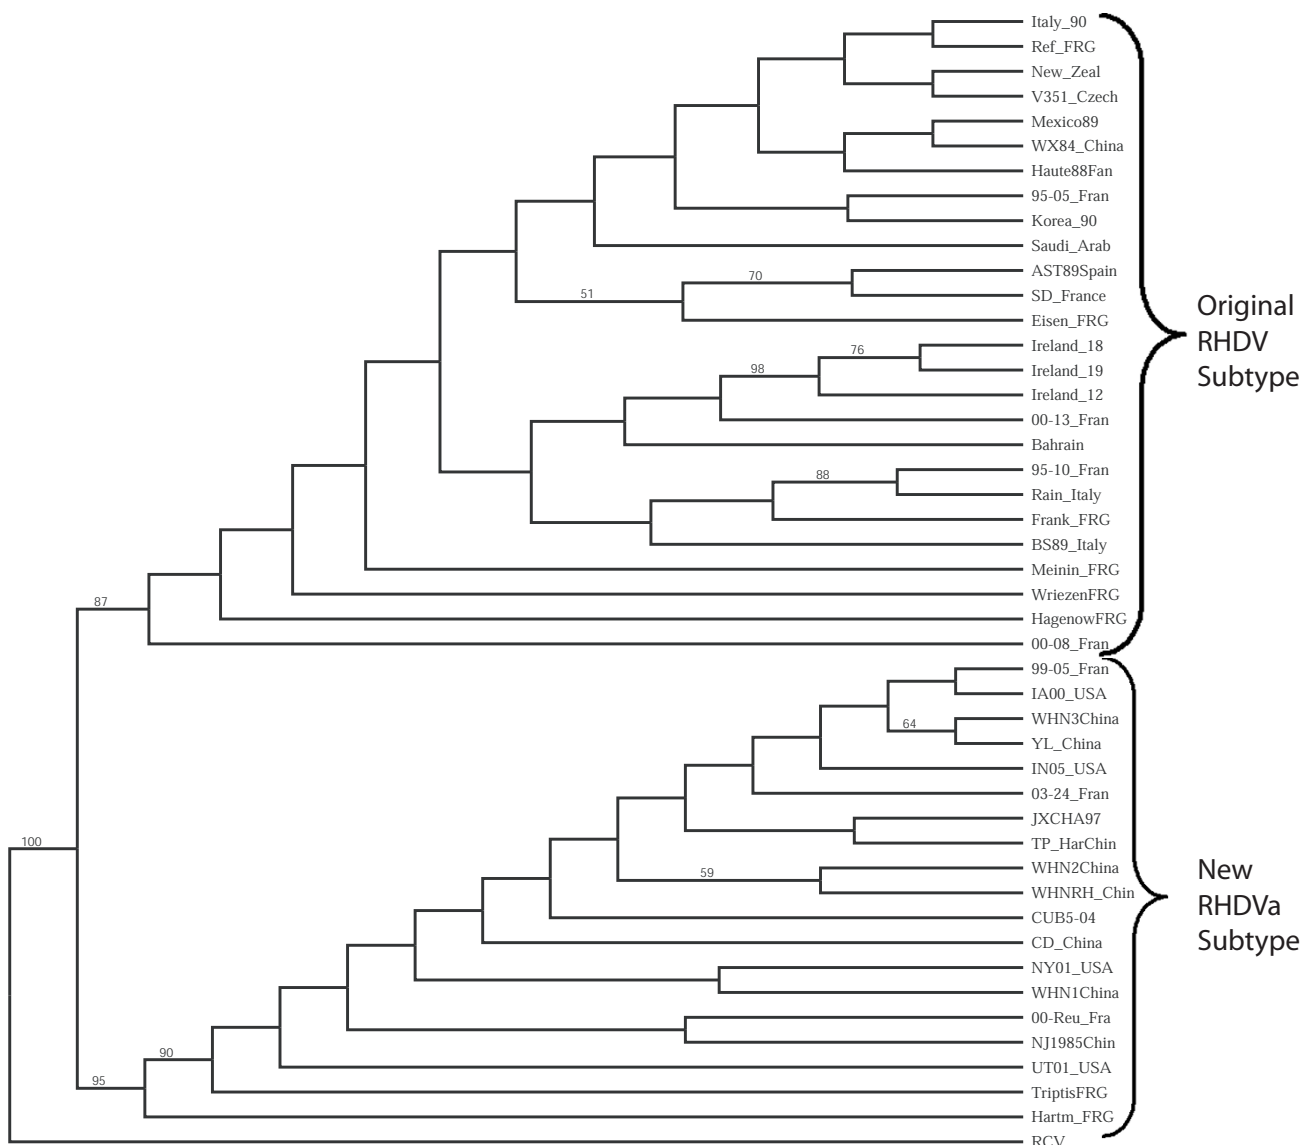 Italy_90
Ref_FRG
New_Zeal
V351_Czech
Mexico89
WX84_China
Haute88Fan
95-05_Fran
Korea_90
Saudi_Arab
AST89Spain
70
SD_France
51
Eisen_FRG
Original
RHDV
Subtype
Ireland_18
76
Ireland_19
98
Ireland_12
00-13_Fran
Bahrain
95-10_Fran
88
Rain_Italy
Frank_FRG
BS89_Italy
Meinin_FRG
WriezenFRG
87
HagenowFRG
00-08_Fran
99-05_Fran
IA00_USA
WHN3China
64
YL_China
IN05_USA
03-24_Fran
JXCHA97
TP_HarChin
100
WHN2China
59
WHNRH_Chin
New
RHDVa
Subtype
CUB5-04
CD_China
NY01_USA
WHN1China
00-Reu_Fra
NJ1985Chin
90
UT01_USA
95
TriptisFRG
Hartm_FRG
RCV